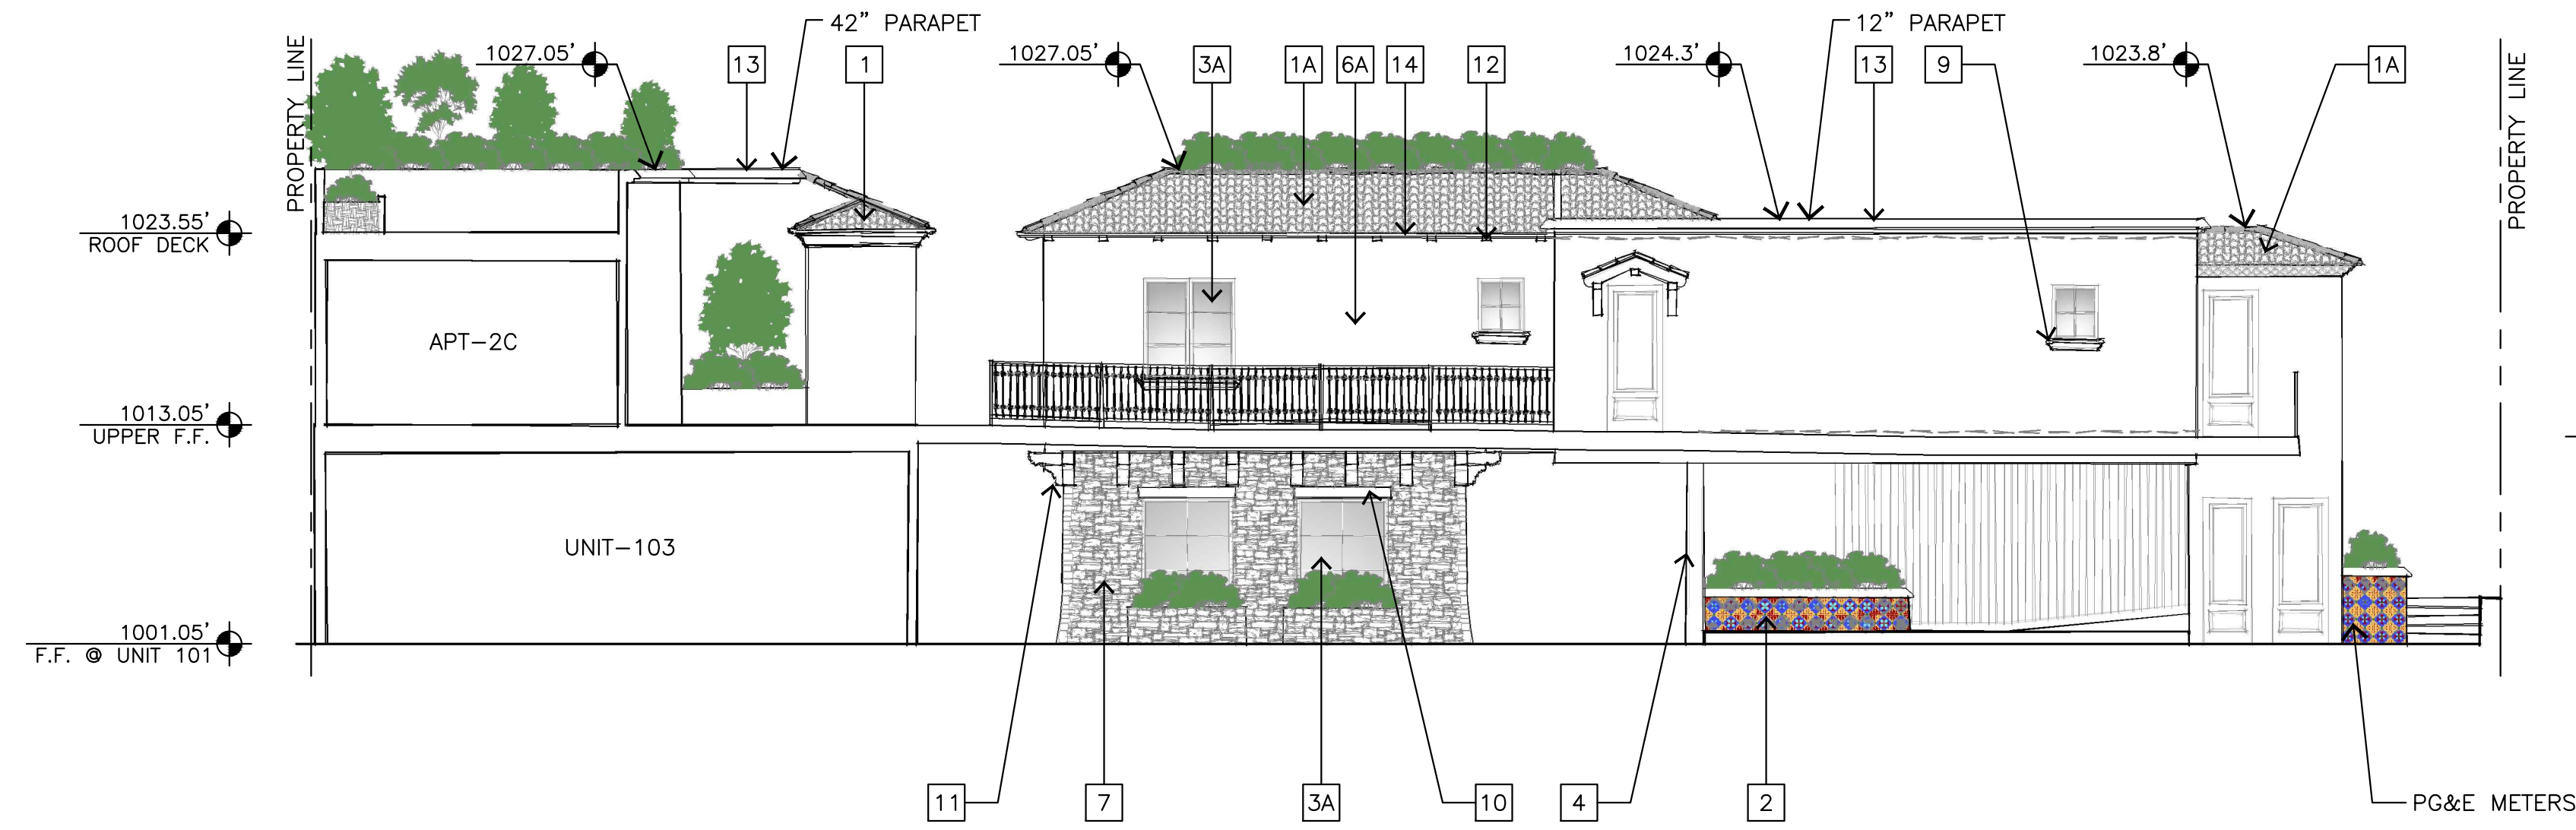 42” PARAPET
12” PARAPET
PROPERTY LINE
1027.05’
13
1
1027.05’
3A
1A
6A
14
12
1024.3’
13
9
1023.8’
1A
PROPERTY LINE
1023.55’
ROOF DECK
APT-2C
1013.05’
UPPER F.F.
UNIT-103
1001.05’
F.F. @ UNIT 101
11
7
3A
10
4
2
PG&E METERS